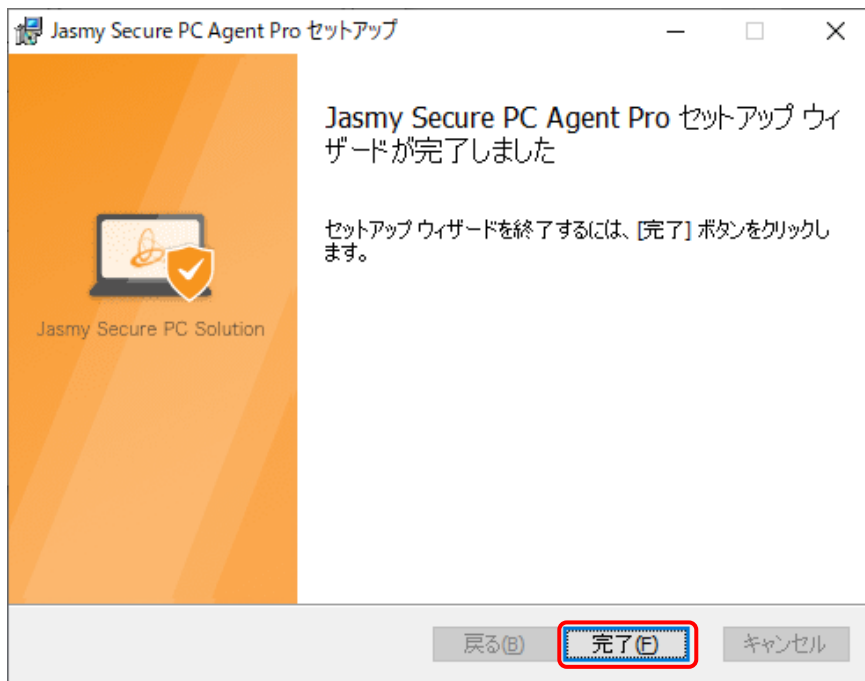 Jasmy Secure PC Agent Pro セットアップ
Jasmy Secure PC Agent Pro セットアップ ウィ
ザードが完了しました
セットアップ ウィザードを終了するには、[完了] ボタンをクリックし
ます。
Jasmy Secure PC Solution
戻る(B)
完了(F)
キャンセル